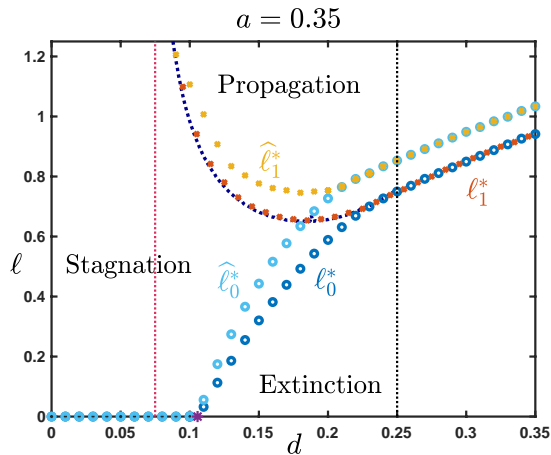 a = 0.35
1.2
1
0.8
0.6
0.4
0.2
0
ℓ
Propagation
ℓ̂₁*
ℓ₁*
Stagnation
ℓ̂₀*
ℓ₀*
Extinction
0 0.05 0.1 0.15 0.2 0.25 0.3 0.35
d